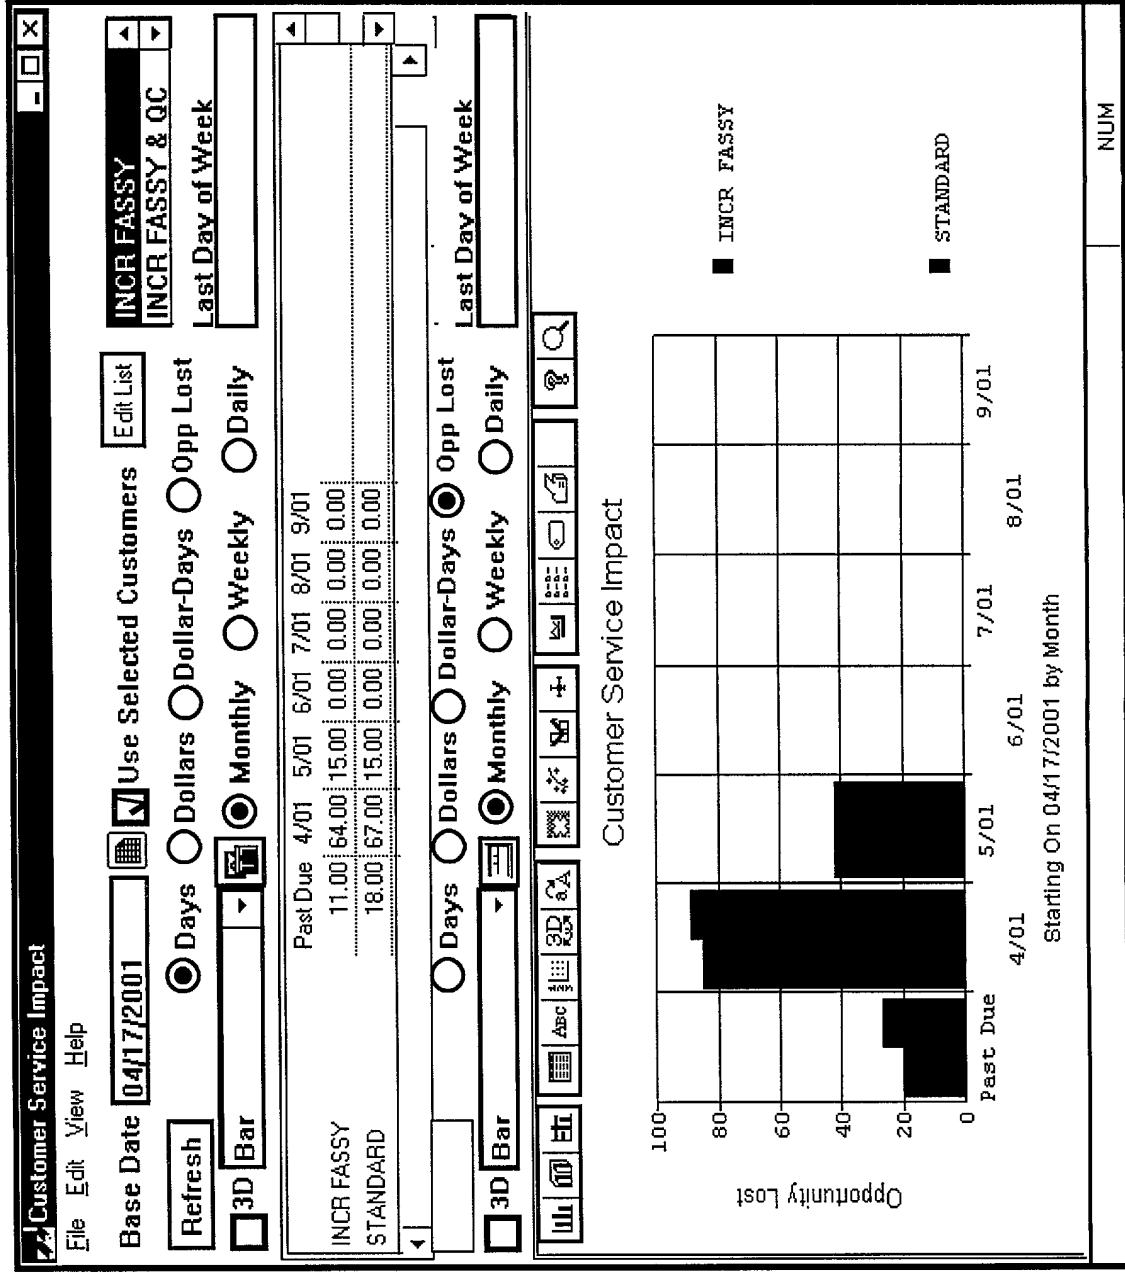 Customer Service Impact
File Edit View Help
Base Date 04/17/2001 Use Selected Customers Edit List INCR FASSY
INCR FASSY & QC
Refresh Days Dollars Dollar-Days Opp Lost Last Day of Week
3D Bar Monthly Weekly Daily
Past Due 4/01 5/01 6/01 7/01 8/01 9/01
INCR FASSY 11.00 64.00 15.00 0.00 0.00 0.00 0.00
STANDARD 18.00 67.00 15.00 0.00 0.00 0.00 0.00
Days Dollars Dollar-Days Opp Lost Last Day of Week
3D Bar Monthly Weekly Daily
ABC 3D aA
Customer Service Impact
Opportunity Lost
100
80
60
40
20
0
Past Due 4/01 5/01 6/01 7/01 8/01 9/01
Starting On 04/17/2001 by Month
INCR FASSY
STANDARD
NUM